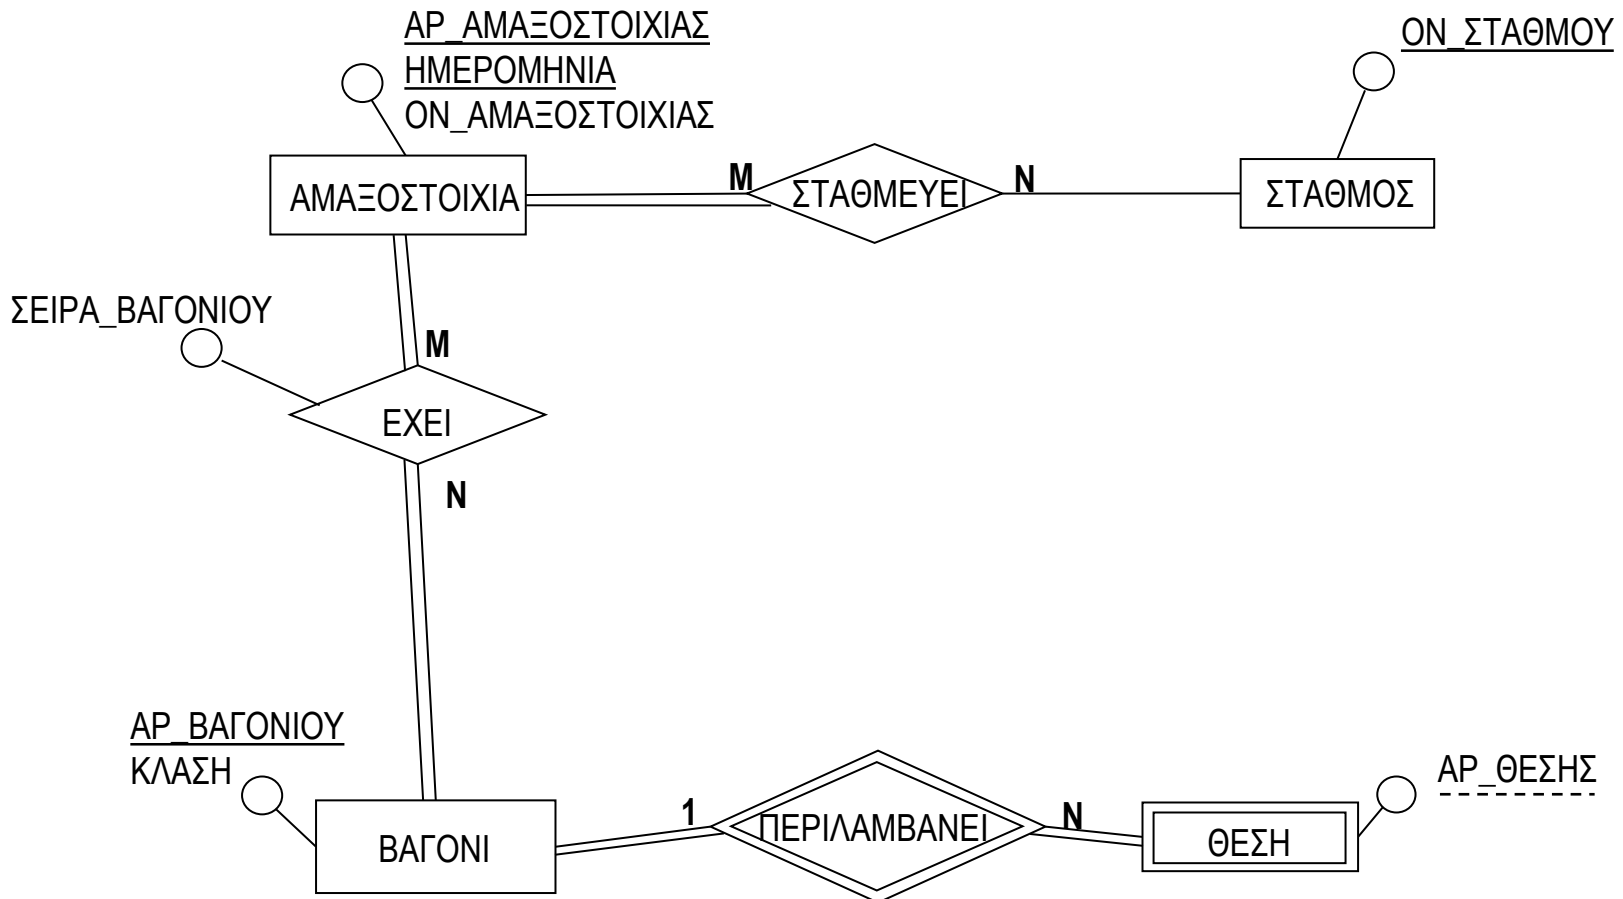 ΑΡ_ΑΜΑΞΟΣΤΟΙΧΙΑΣ
ΗΜΕΡΟΜΗΝΙΑ
ΟΝ_ΑΜΑΞΟΣΤΟΙΧΙΑΣ
ΟΝ_ΣΤΑΘΜΟΥ
ΑΜΑΞΟΣΤΟΙΧΙΑ
M
ΣΤΑΘΜΕΥΕΙ
N
ΣΤΑΘΜΟΣ
ΣΕΙΡΑ_ΒΑΓΟΝΙΟΥ
M
ΕΧΕΙ
N
ΑΡ_ΒΑΓΟΝΙΟΥ
ΚΛΑΣΗ
ΒΑΓΟΝΙ
1
ΠΕΡΙΛΑΜΒΑΝΕΙ
N
ΘΕΣΗ
ΑΡ_ΘΕΣΗΣ